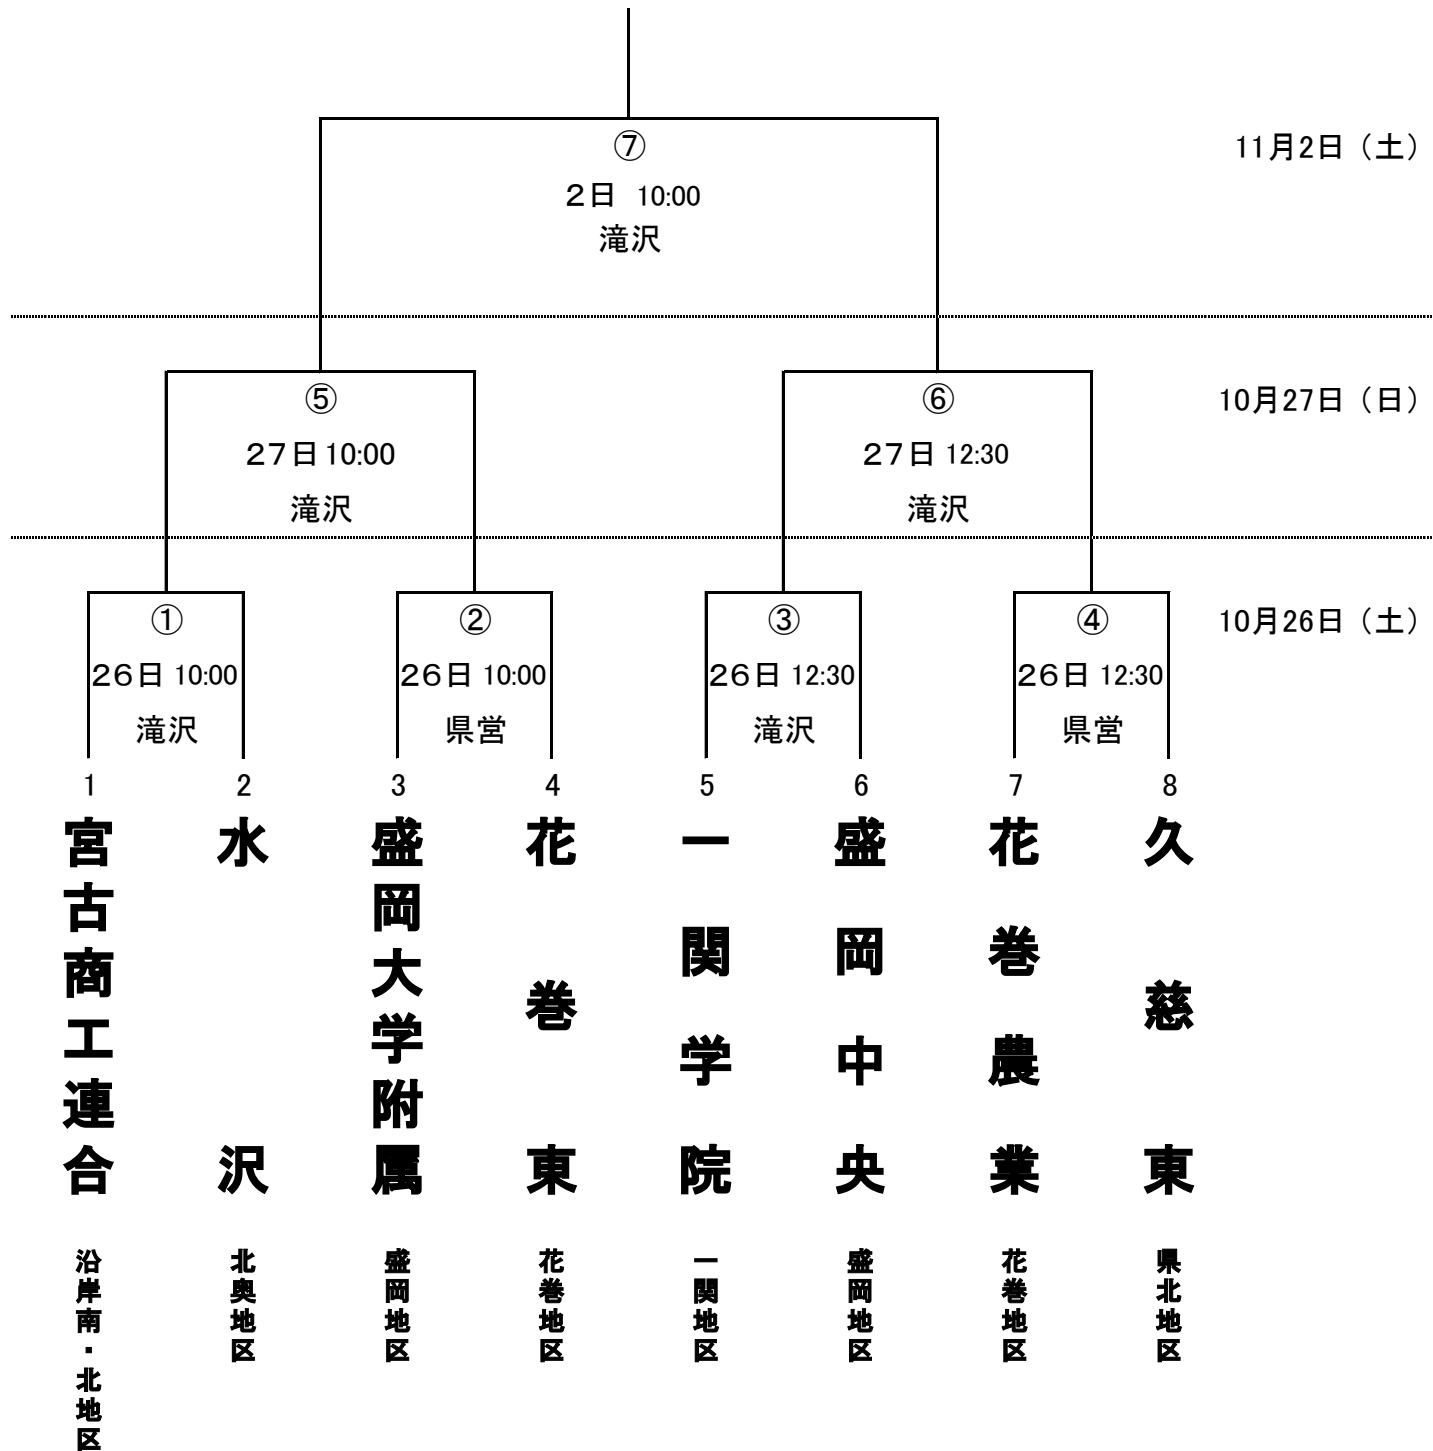 ⑦
11月2日（土）
２日 10:00
滝沢
⑤
⑥
10月27日（日）
２７日 10:00
２７日 12:30
滝沢
滝沢
①
②
③
④
10月26日（土）
２６日 10:00
２６日 10:00
２６日 12:30
２６日 12:30
滝沢
県営
滝沢
県営
1
2
3
4
5
6
7
8
宮古商工連合
水沢
盛岡大学附属
花巻東
一関学院
盛岡中央
花巻農業
久慈東
沿岸南・北地区
北奥地区
盛岡地区
花巻地区
一関地区
盛岡地区
花巻地区
県北地区